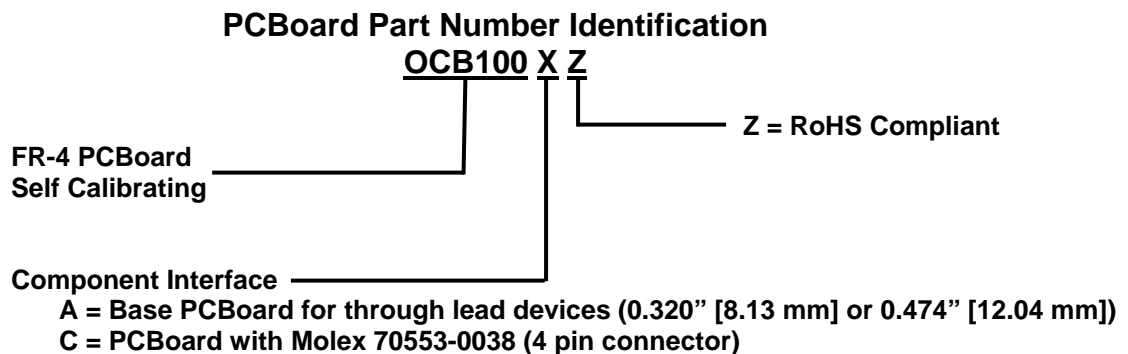 PCBoard Part Number Identification
OCB100 X Z
Z = RoHS Compliant
FR-4 PCBoard
Self Calibrating
Component Interface
A = Base PCBoard for through lead devices (0.320” [8.13 mm] or 0.474” [12.04 mm])
C = PCBoard with Molex 70553-0038 (4 pin connector)